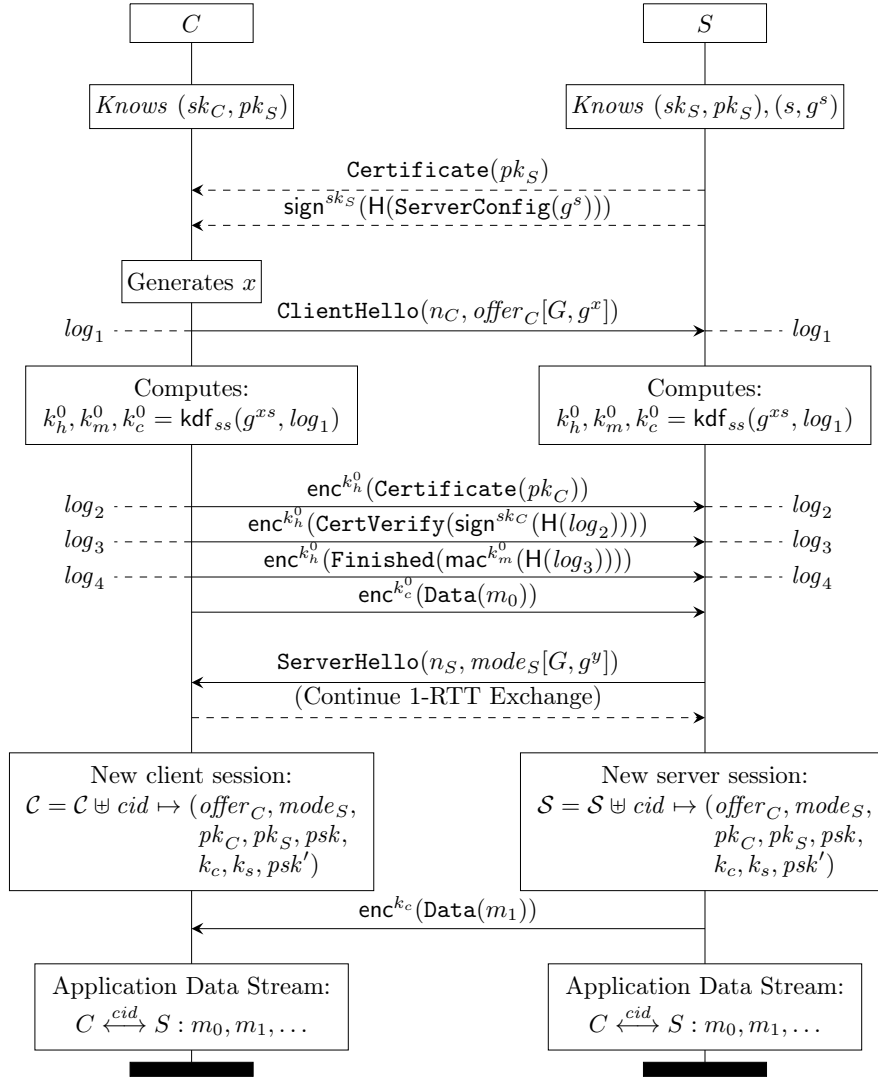 C S
Knows (sk_C, pk_S) Knows (sk_S, pk_S), (s, g^s)
Certificate(pk_S)
sign^{sk_S}(H(ServerConfig(g^s)))
Generates x
ClientHello(n_C, offer_C[G, g^x])
log_1 log_1
Computes: Computes:
k_h^0, k_m^0, k_c^0 = kdf_{ss}(g^{xs}, log_1) k_h^0, k_m^0, k_c^0 = kdf_{ss}(g^{xs}, log_1)
enc^{k_h^0}(Certificate(pk_C))
log_2 log_2
enc^{k_h^0}(CertVerify(sign^{sk_C}(H(log_2))))
log_3 log_3
enc^{k_h^0}(Finished(mac^{k_m^0}(H(log_3))))
log_4 log_4
enc^{k_c^0}(Data(m_0))
ServerHello(n_S, mode_S[G, g^y])
(Continue 1-RTT Exchange)
New client session: New server session:
𝒞 = 𝒞 ⊎ cid ↦ (offer_C, mode_S, 𝒮 = 𝒮 ⊎ cid ↦ (offer_C, mode_S,
pk_C, pk_S, psk, pk_C, pk_S, psk,
k_c, k_s, psk′) k_c, k_s, psk′)
enc^{k_c}(Data(m_1))
Application Data Stream: Application Data Stream:
C ⟷^{cid} S : m_0, m_1, … C ⟷^{cid} S : m_0, m_1, …